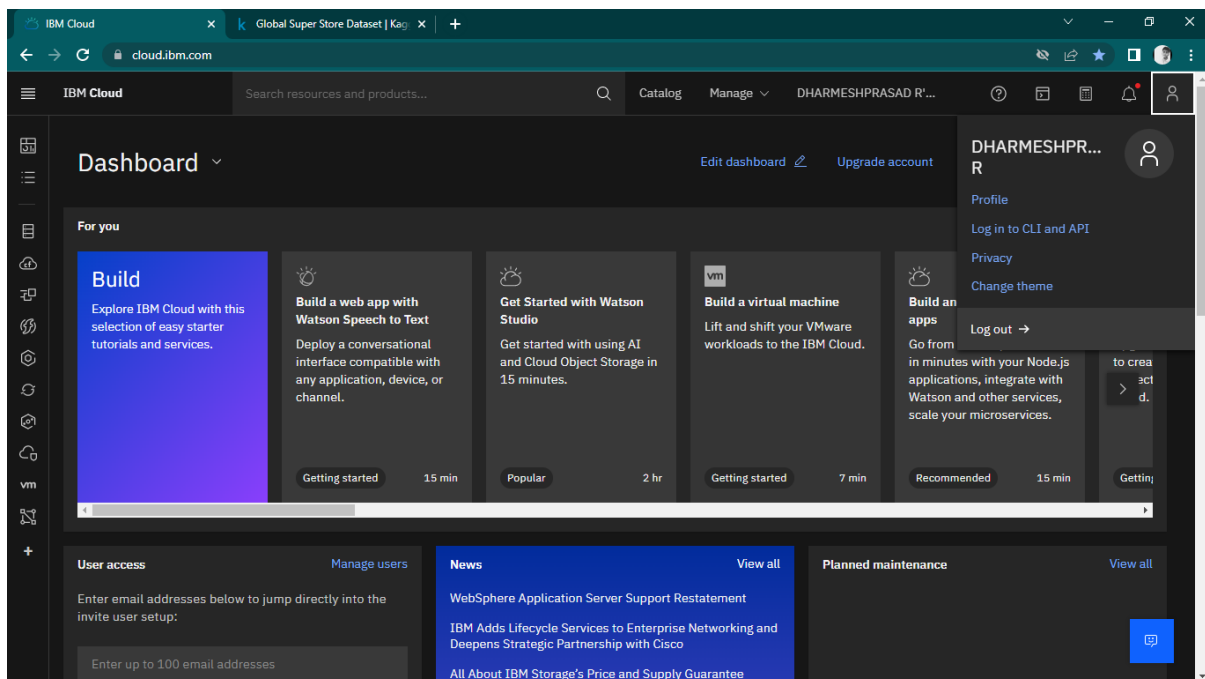 IBM Cloud
Global Super Store Dataset | Kag
cloud.ibm.com
IBM Cloud
Search resources and products...
Catalog
Manage
DHARMESHPRASAD R'...
Dashboard
Edit dashboard
Upgrade account
DHARMESHPR...
R
Profile
Log in to CLI and API
Privacy
Change theme
Log out →
For you
Build
Explore IBM Cloud with this
selection of easy starter
tutorials and services.
Build a web app with
Watson Speech to Text
Deploy a conversational
interface compatible with
any application, device, or
channel.
Getting started 15 min
Get Started with Watson
Studio
Get started with using AI
and Cloud Object Storage in
15 minutes.
Popular 2 hr
vm
Build a virtual machine
Lift and shift your VMware
workloads to the IBM Cloud.
Getting started 7 min
Build an
apps
Go from
in minutes with your Node.js
applications, integrate with
Watson and other services,
scale your microservices.
Recommended 15 min
to crea
d.
vm
User access
Manage users
Enter email addresses below to jump directly into the
invite user setup:
Enter up to 100 email addresses
News
View all
WebSphere Application Server Support Restatement
IBM Adds Lifecycle Services to Enterprise Networking and
Deepens Strategic Partnership with Cisco
All About IBM Storage's Price and Supply Guarantee
Planned maintenance
View all